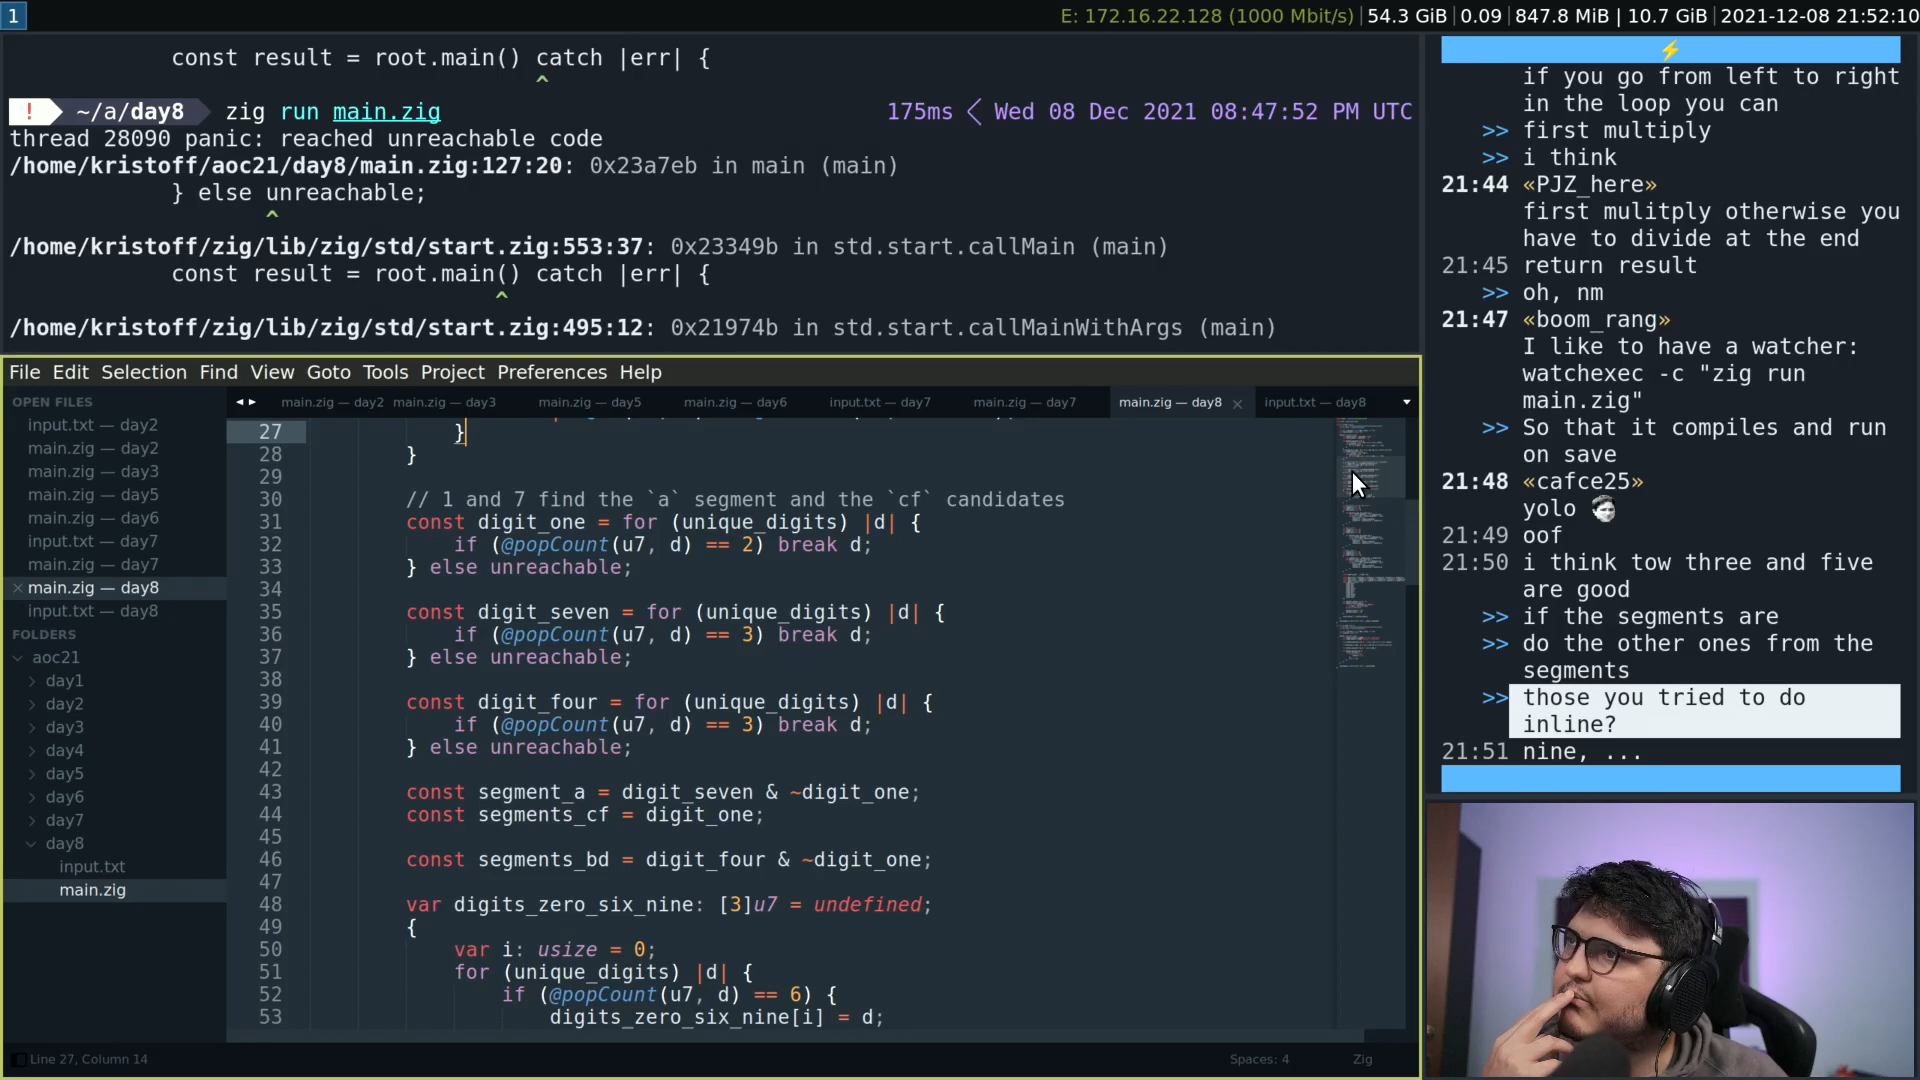 1
E: 172.16.22.128 (1000 Mbit/s)|54.3 GiB|0.09|847.8 MiB | 10.7 GiB|2021-12-08 21:52:10
const result = root.main() catch |err| {
^
! ~/a/day8 zig run main.zig 175ms < Wed 08 Dec 2021 08:47:52 PM UTC
thread 28090 panic: reached unreachable code
/home/kristoff/aoc21/day8/main.zig:127:20: 0x23a7eb in main (main)
} else unreachable;
^
/home/kristoff/zig/lib/zig/std/start.zig:553:37: 0x23349b in std.start.callMain (main)
const result = root.main() catch |err| {
^
/home/kristoff/zig/lib/zig/std/start.zig:495:12: 0x21974b in std.start.callMainWithArgs (main)
File Edit Selection Find View Goto Tools Project Preferences Help
OPEN FILES
input.txt — day2
main.zig — day2
main.zig — day3
main.zig — day5
main.zig — day6
input.txt — day7
main.zig — day7
main.zig — day8
input.txt — day8
FOLDERS
aoc21
day1
day2
day3
day4
day5
day6
day7
day8
input.txt
main.zig
main.zig — day2 main.zig — day3 main.zig — day5 main.zig — day6 input.txt — day7 main.zig — day7 main.zig — day8 input.txt — day8
27 }
28 }
29
30 // 1 and 7 find the `a` segment and the `cf` candidates
31 const digit_one = for (unique_digits) |d| {
32 if (@popCount(u7, d) == 2) break d;
33 } else unreachable;
34
35 const digit_seven = for (unique_digits) |d| {
36 if (@popCount(u7, d) == 3) break d;
37 } else unreachable;
38
39 const digit_four = for (unique_digits) |d| {
40 if (@popCount(u7, d) == 3) break d;
41 } else unreachable;
42
43 const segment_a = digit_seven & ~digit_one;
44 const segments_cf = digit_one;
45
46 const segments_bd = digit_four & ~digit_one;
47
48 var digits_zero_six_nine: [3]u7 = undefined;
49 {
50 var i: usize = 0;
51 for (unique_digits) |d| {
52 if (@popCount(u7, d) == 6) {
53 digits_zero_six_nine[i] = d;
Line 27, Column 14 Spaces: 4 Zig
if you go from left to right
in the loop you can
>> first multiply
>> i think
21:44 «PJZ_here»
first mulitply otherwise you
have to divide at the end
21:45 return result
>> oh, nm
21:47 «boom_rang»
I like to have a watcher:
watchexec -c "zig run
main.zig"
>> So that it compiles and run
on save
21:48 «cafce25»
yolo
21:49 oof
21:50 i think tow three and five
are good
>> if the segments are
>> do the other ones from the
segments
>> those you tried to do
inline?
21:51 nine, ...